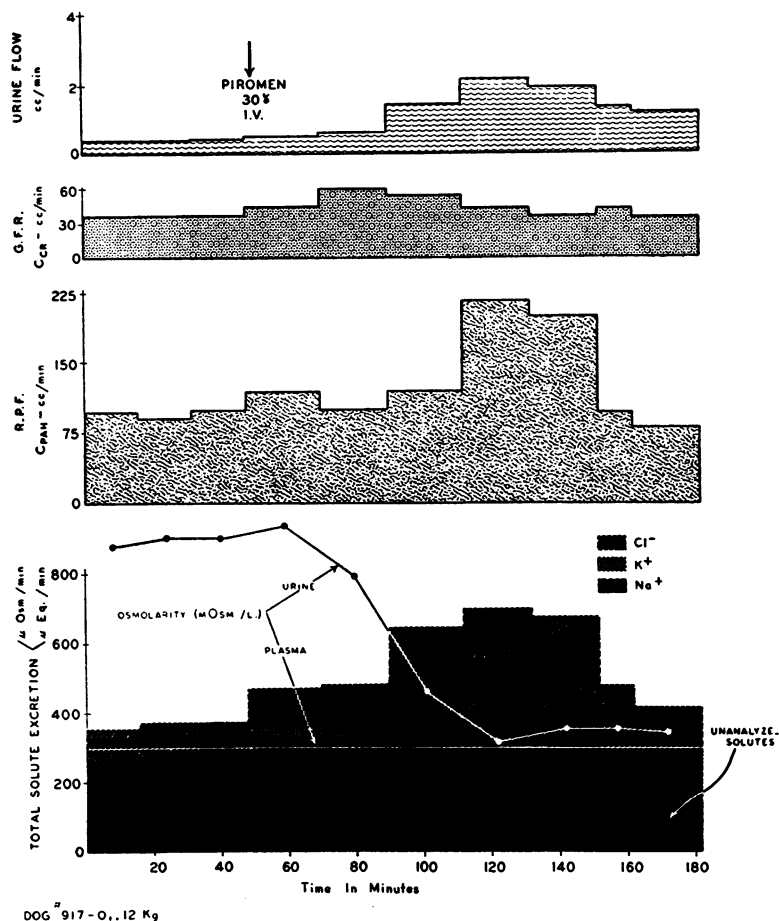 URINE FLOW
cc/min
4
2
0
PIROMEN
30 γ
I.V.
G.F.R.
C_CR – cc/min
60
30
0
R.P.F.
C_PAH – cc/min
225
150
75
0
TOTAL SOLUTE EXCRETION < μ Osm/min
μ Eq./min
800
600
400
200
0
Cl⁻
K⁺
Na⁺
URINE
OSMOLARITY (MOSM/L.)
PLASMA
UNANALYZE-
SOLUTES
20
40
60
80
100
120
140
160
180
Time In Minutes
DOG #917-0,.12 Kg